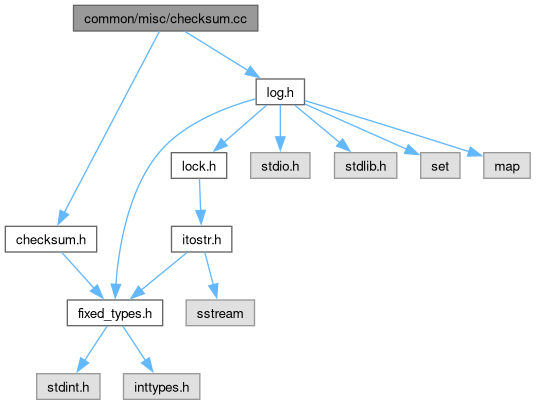 common/misc/checksum.cc
log.h
lock.h
stdio.h
stdlib.h
set
map
checksum.h
itostr.h
fixed_types.h
sstream
stdint.h
inttypes.h